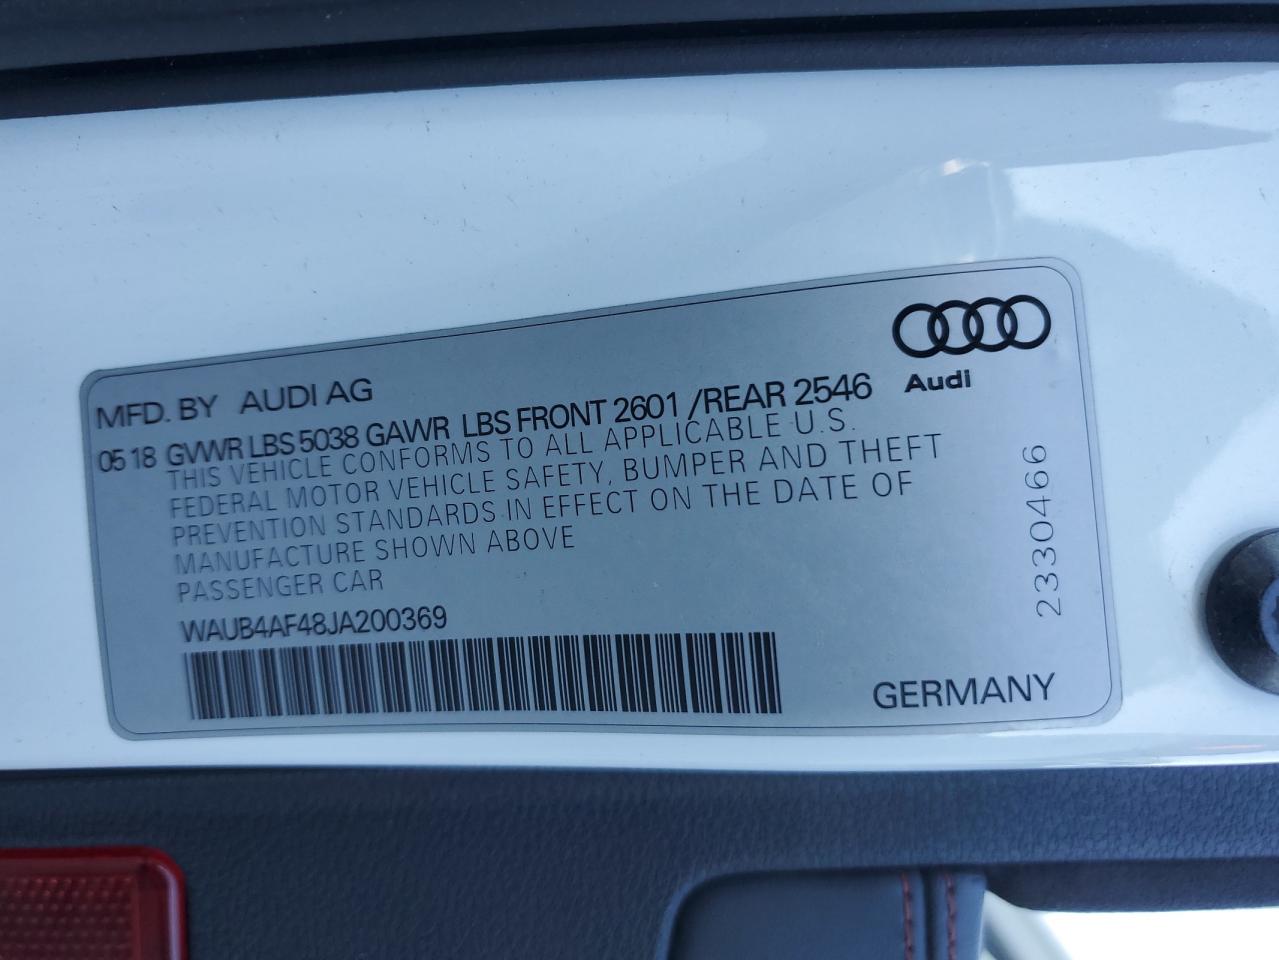 Audi
MFD. BY AUDI AG
05 18 GVWR LBS 5038 GAWR LBS FRONT 2601 /REAR 2546
THIS VEHICLE CONFORMS TO ALL APPLICABLE U.S.
FEDERAL MOTOR VEHICLE SAFETY, BUMPER AND THEFT
PREVENTION STANDARDS IN EFFECT ON THE DATE OF
MANUFACTURE SHOWN ABOVE
PASSENGER CAR
WAUB4AF48JA200369
2330466
GERMANY